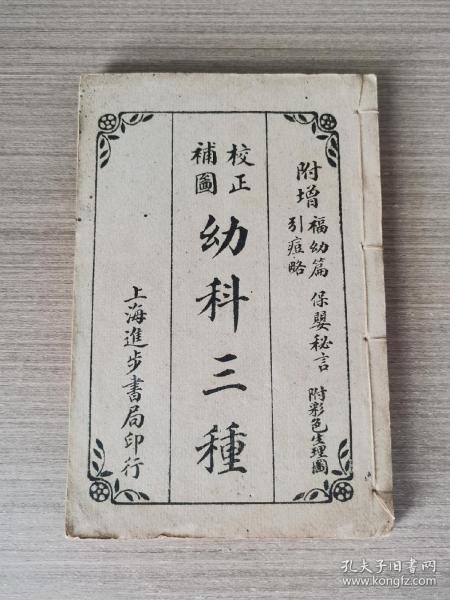 附增
福幼篇 保嬰秘言
引痘略
附彩色生理圖
校正
補圖
幼科三種
上海進步書局印行
孔夫子旧书网
www.kongfz.com